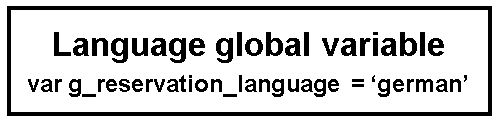 Language global variable
var g_reservation_language = ‘german’